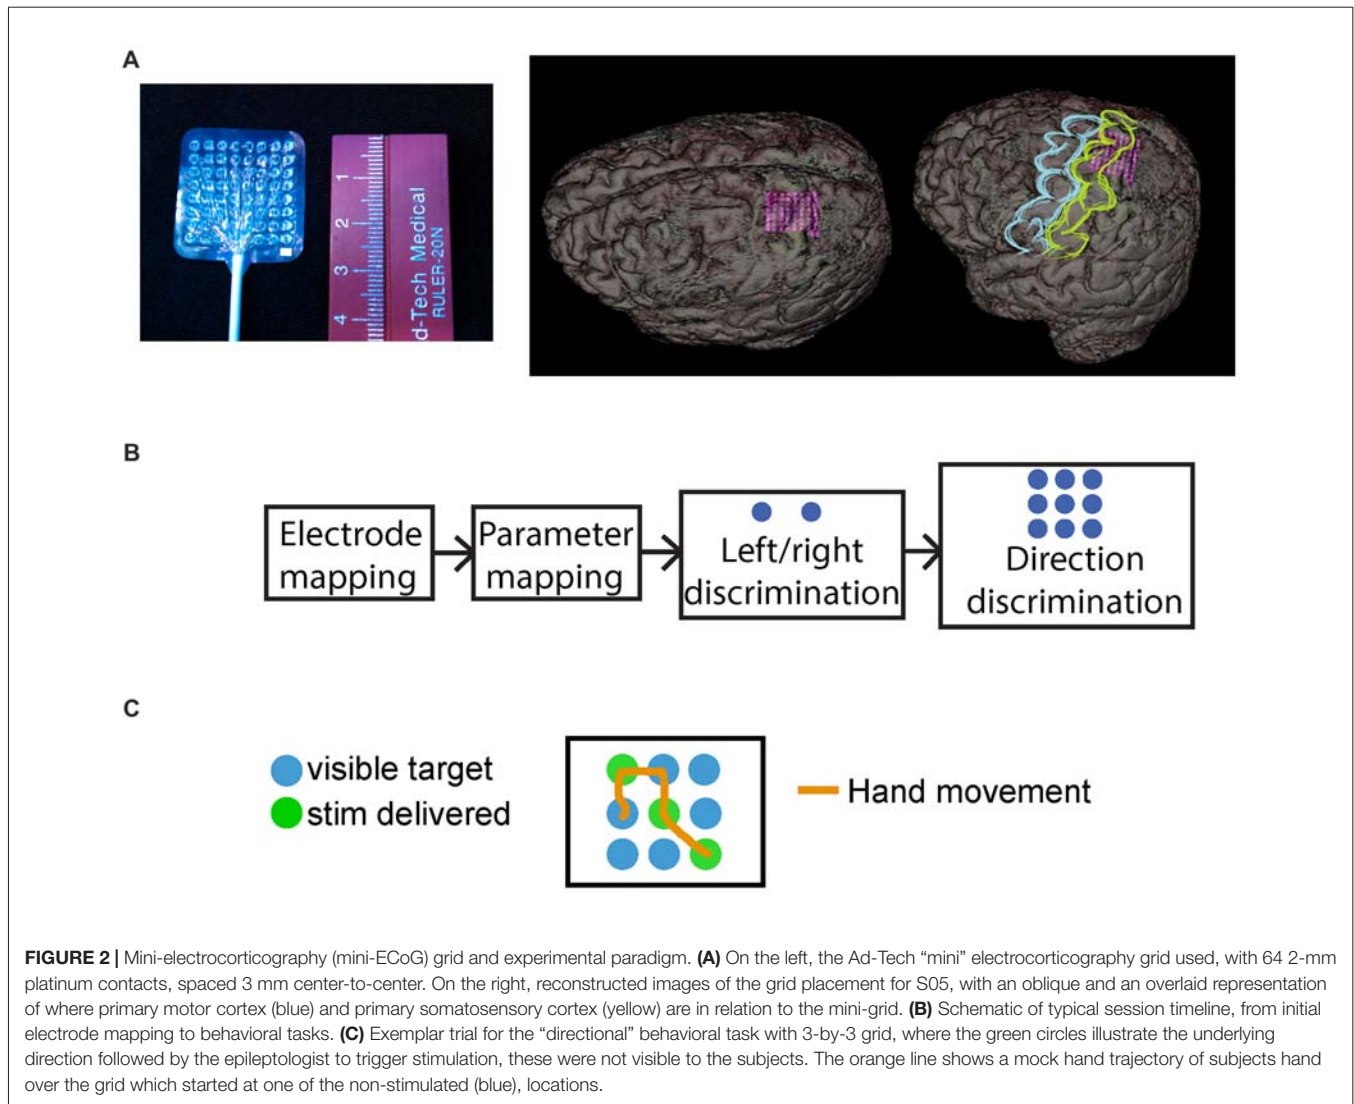 A
1
2
3
4
d-Tech Medical
RULER-20N
B
Electrode
mapping
Parameter
mapping
Left/right
discrimination
Direction
discrimination
C
visible target
stim delivered
Hand movement
FIGURE 2 | Mini-electrocorticography (mini-ECoG) grid and experimental paradigm. (A) On the left, the Ad-Tech “mini” electrocorticography grid used, with 64 2-mm
platinum contacts, spaced 3 mm center-to-center. On the right, reconstructed images of the grid placement for S05, with an oblique and an overlaid representation
of where primary motor cortex (blue) and primary somatosensory cortex (yellow) are in relation to the mini-grid. (B) Schematic of typical session timeline, from initial
electrode mapping to behavioral tasks. (C) Exemplar trial for the “directional” behavioral task with 3-by-3 grid, where the green circles illustrate the underlying
direction followed by the epileptologist to trigger stimulation, these were not visible to the subjects. The orange line shows a mock hand trajectory of subjects hand
over the grid which started at one of the non-stimulated (blue), locations.